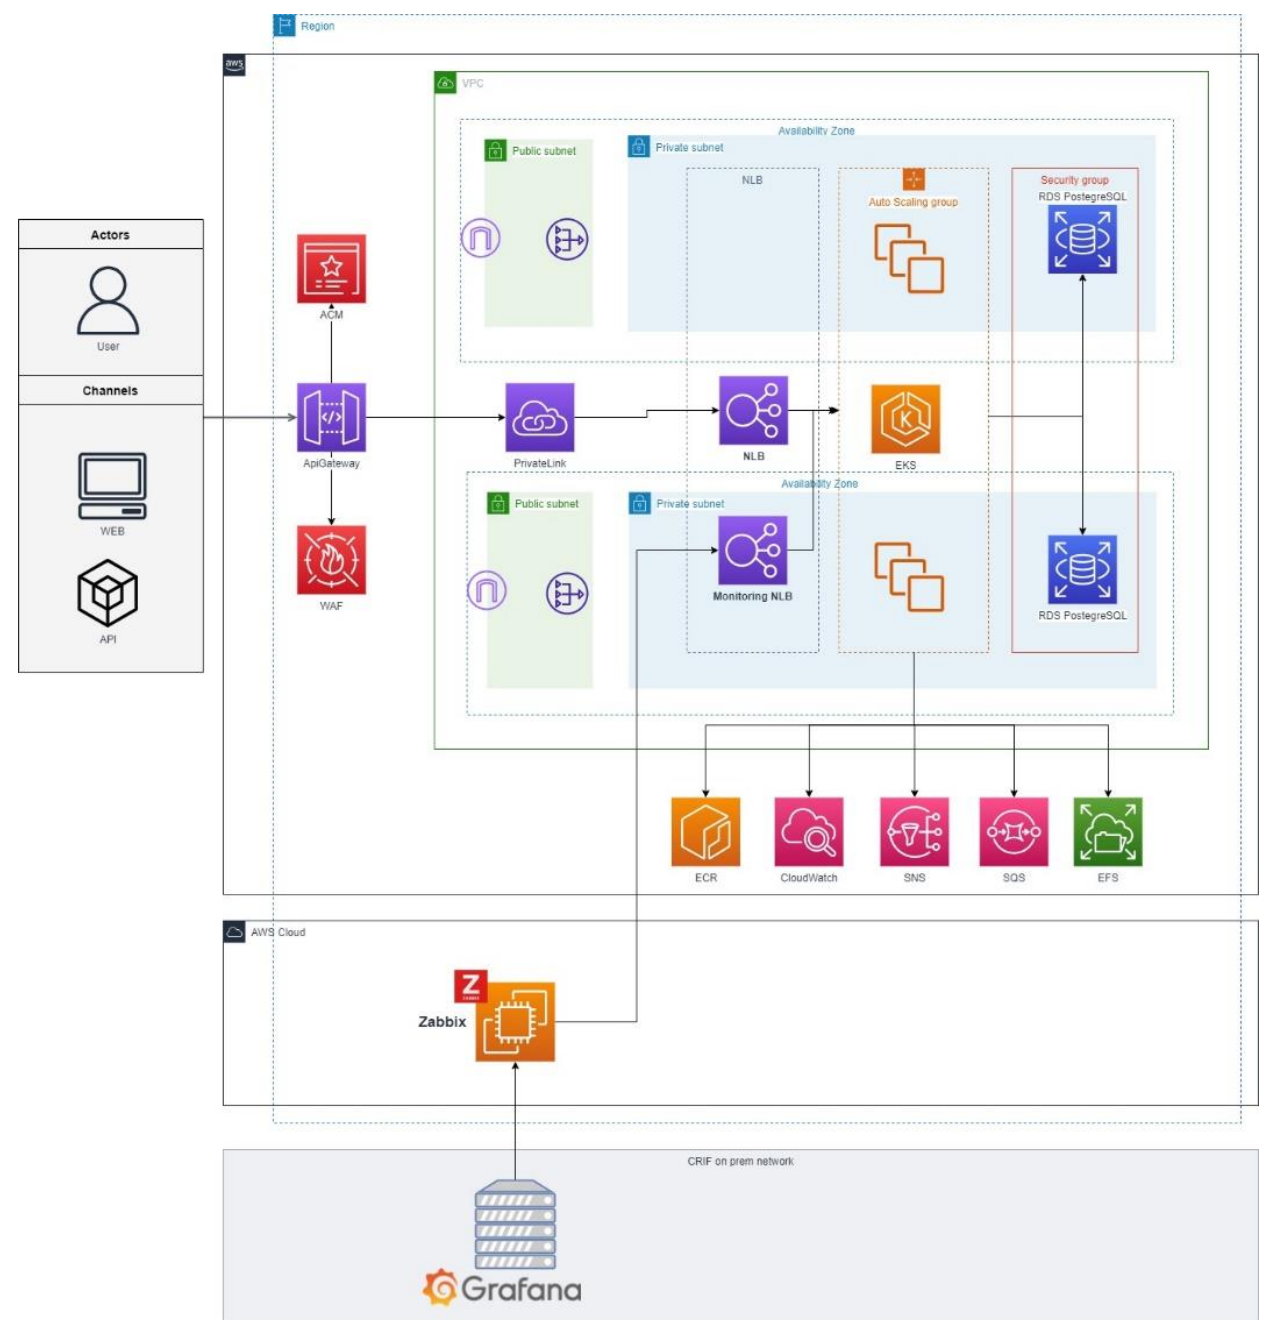 Region
aws
VPC
Availability Zone
Public subnet
Private subnet
NLB
Auto Scaling group
Security group
RDS PostegreSQL
Actors
User
Channels
WEB
API
ACM
ApiGateway
WAF
PrivateLink
NLB
EKS
Availability Zone
Public subnet
Private subnet
Monitoring NLB
RDS PostegreSQL
ECR
CloudWatch
SNS
SQS
EFS
AWS Cloud
Z
ZABBIX
Zabbix
CRIF on prem network
Grafana